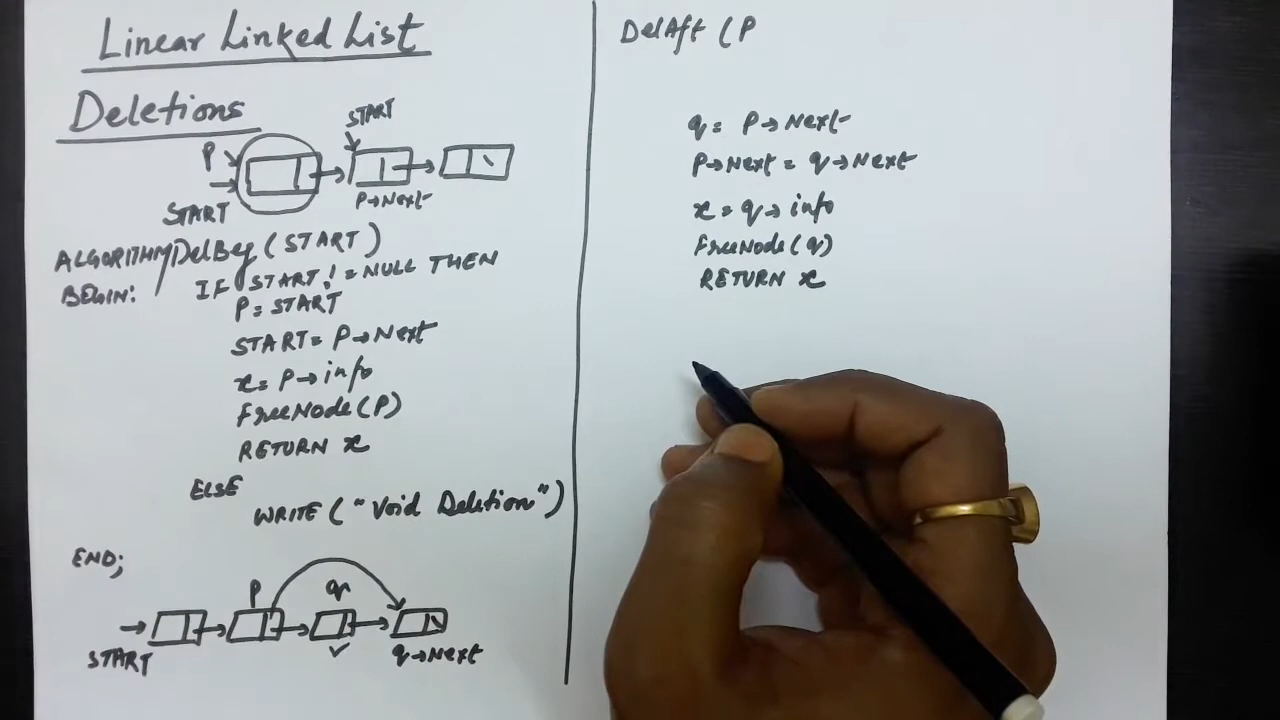 Linear Linked List
Deletions
START
P
START
P→Next
ALGORITHM DelBeg (START)
BEGIN:
IF START != NULL THEN
P = START
START = P→Next
x = P→info
FreeNode(P)
RETURN x
ELSE
WRITE ("Void Deletion")
END;
P
q
START
q→Next
DelAft (P
q = P→Next
P→Next = q→Next
x = q→info
FreeNode(q)
RETURN x